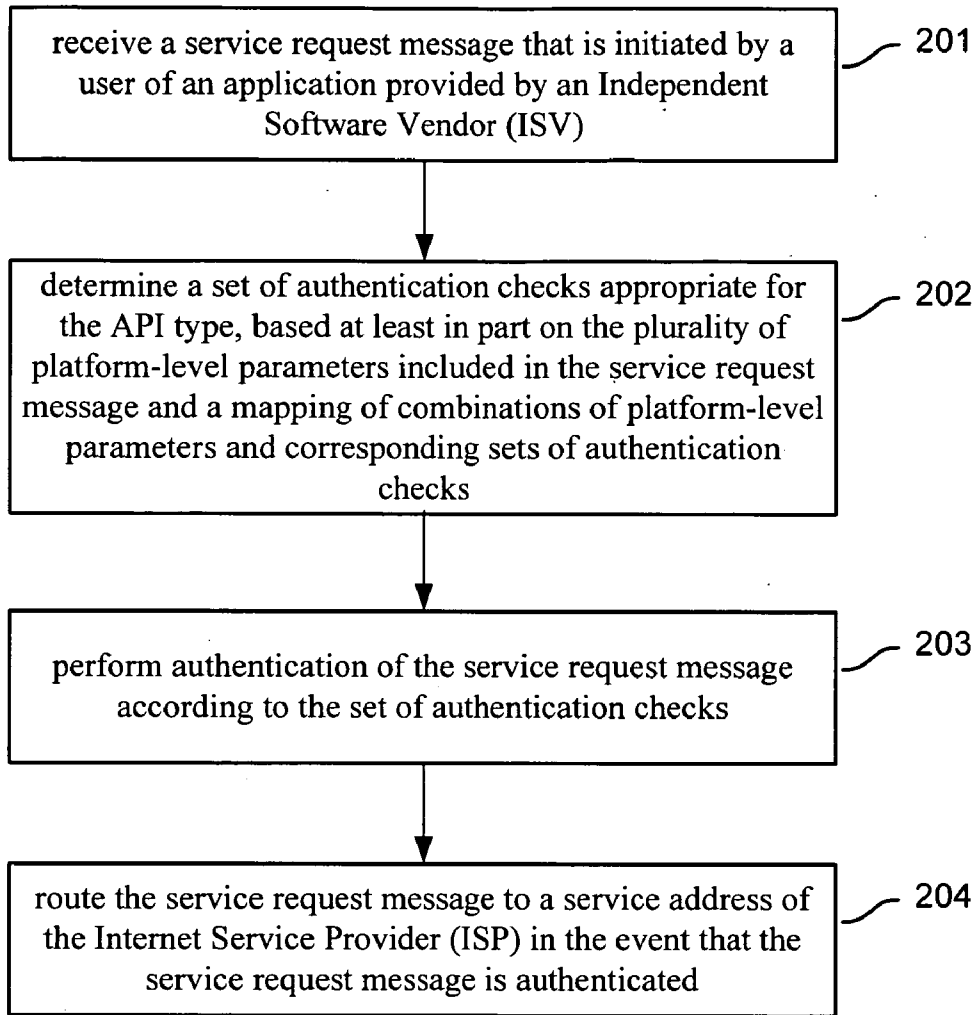 receive a service request message that is initiated by a
user of an application provided by an Independent
Software Vendor (ISV)
201
determine a set of authentication checks appropriate for
the API type, based at least in part on the plurality of
platform-level parameters included in the service request
message and a mapping of combinations of platform-level
parameters and corresponding sets of authentication
checks
202
perform authentication of the service request message
according to the set of authentication checks
203
route the service request message to a service address of
the Internet Service Provider (ISP) in the event that the
service request message is authenticated
204